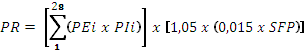 PR = [∑₁²⁸(PEi x PIi)] x [1,05 x (0,015 x SFP)]